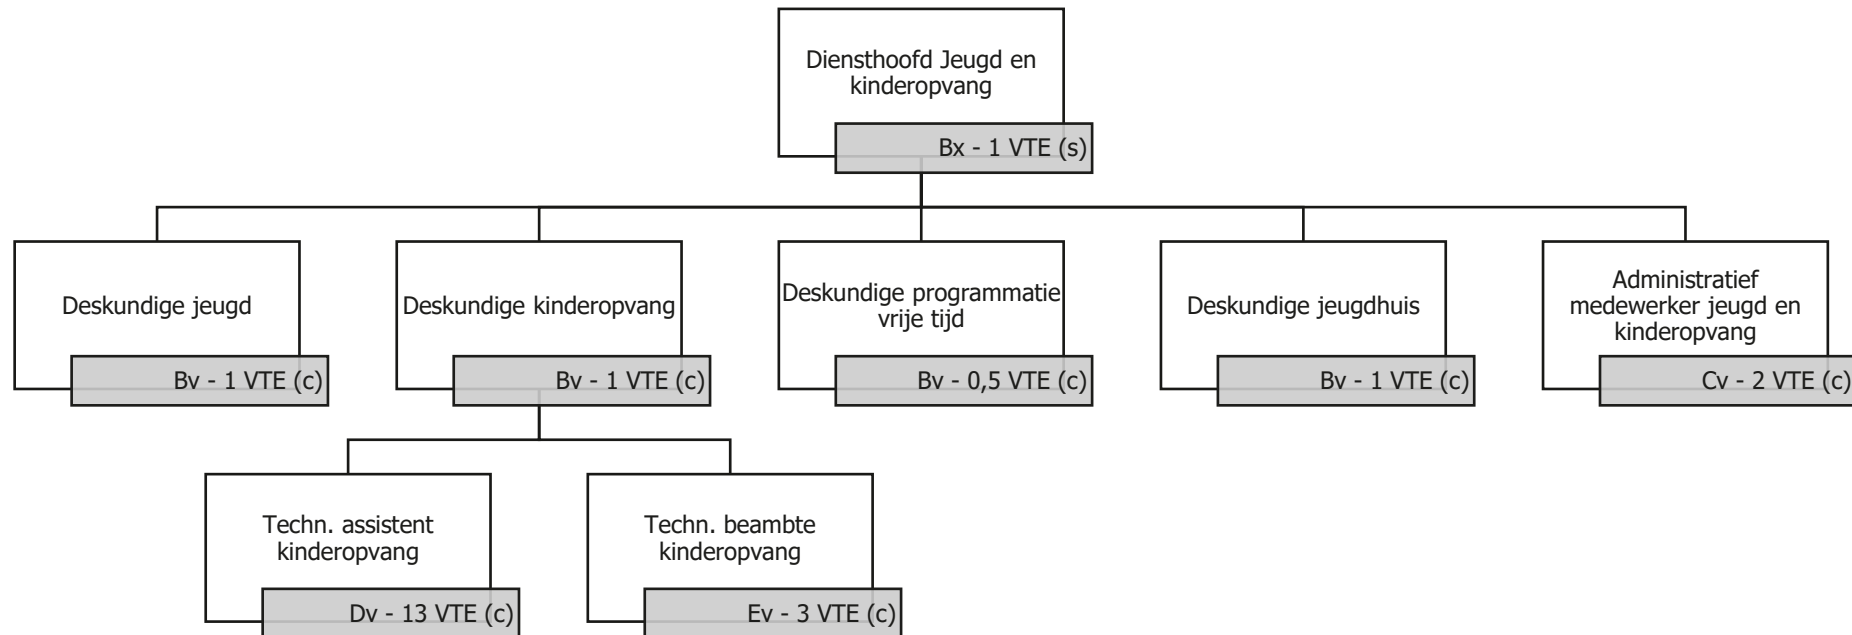 Diensthoofd Jeugd en
kinderopvang
Bx - 1 VTE (s)
Deskundige jeugd
Bv - 1 VTE (c)
Deskundige kinderopvang
Bv - 1 VTE (c)
Deskundige programmatie
vrije tijd
Bv - 0,5 VTE (c)
Deskundige jeugdhuis
Bv - 1 VTE (c)
Administratief
medewerker jeugd en
kinderopvang
Cv - 2 VTE (c)
Techn. assistent
kinderopvang
Dv - 13 VTE (c)
Techn. beambte
kinderopvang
Ev - 3 VTE (c)